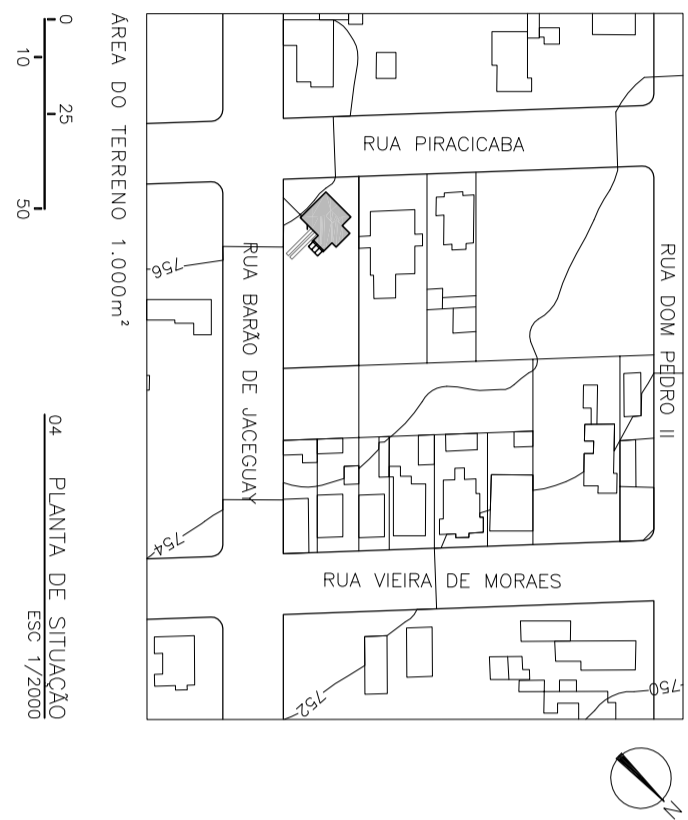 RUA PIRACICABA
RUA DOM PEDRO II
RUA BARÃO DE JACEGUAY
RUA VIEIRA DE MORAES
756
754
752
750
N
0
10
25
50
ÁREA DO TERRENO 1.000m²
04 PLANTA DE SITUAÇÃO
ESC 1/2000